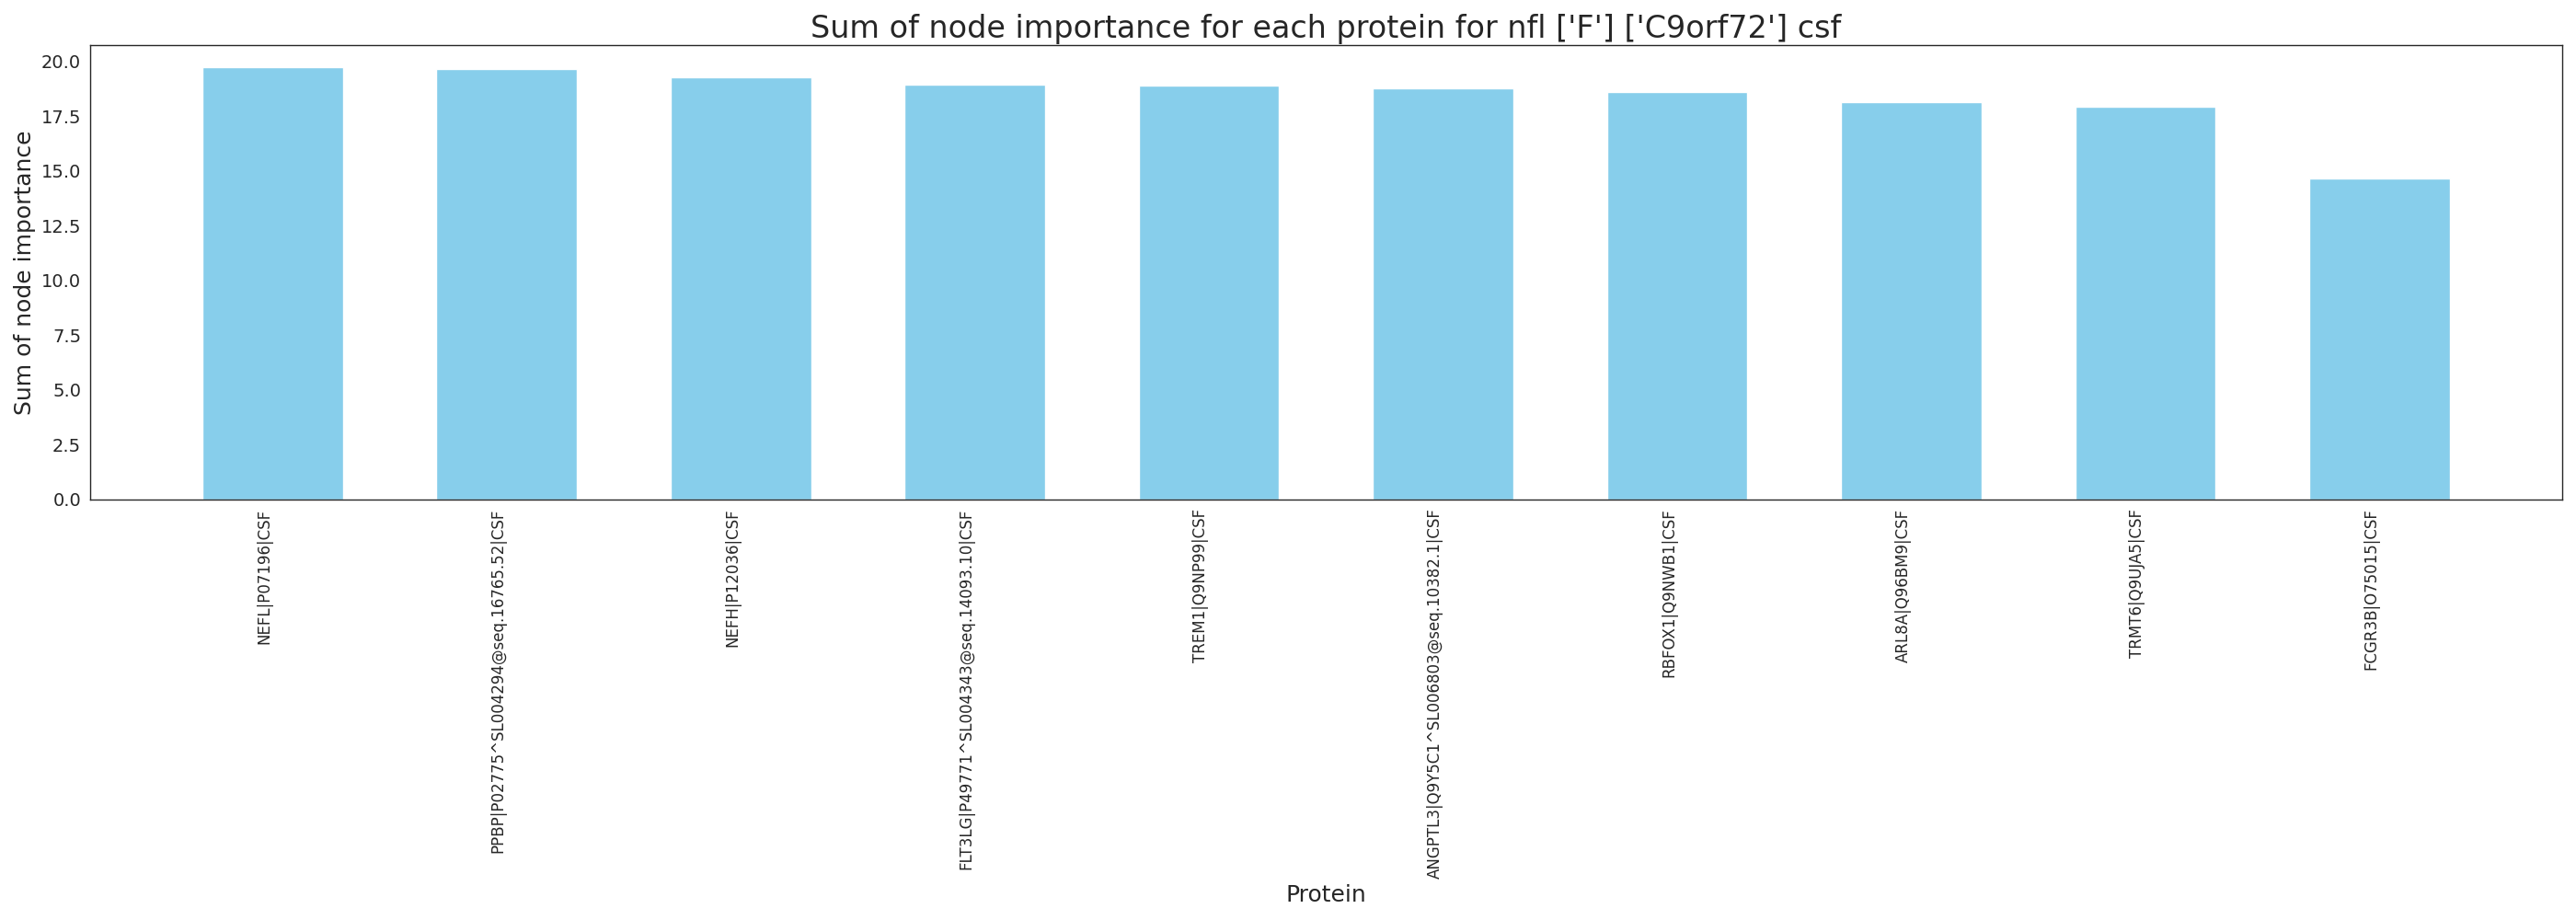 Sum of node importance for each protein for nfl ['F'] ['C9orf72'] csf
Sum of node importance
20.0
17.5
15.0
12.5
10.0
7.5
5.0
2.5
0.0
NEFL|P07196|CSF
PPBP|P02775^SL004294@seq.16765.52|CSF
NEFH|P12036|CSF
FLT3LG|P49771^SL004343@seq.14093.10|CSF
TREM1|Q9NP99|CSF
ANGPTL3|Q9Y5C1^SL006803@seq.10382.1|CSF
RBFOX1|Q9NWB1|CSF
ARL8A|Q96BM9|CSF
TRMT6|Q9UJA5|CSF
FCGR3B|O75015|CSF
Protein